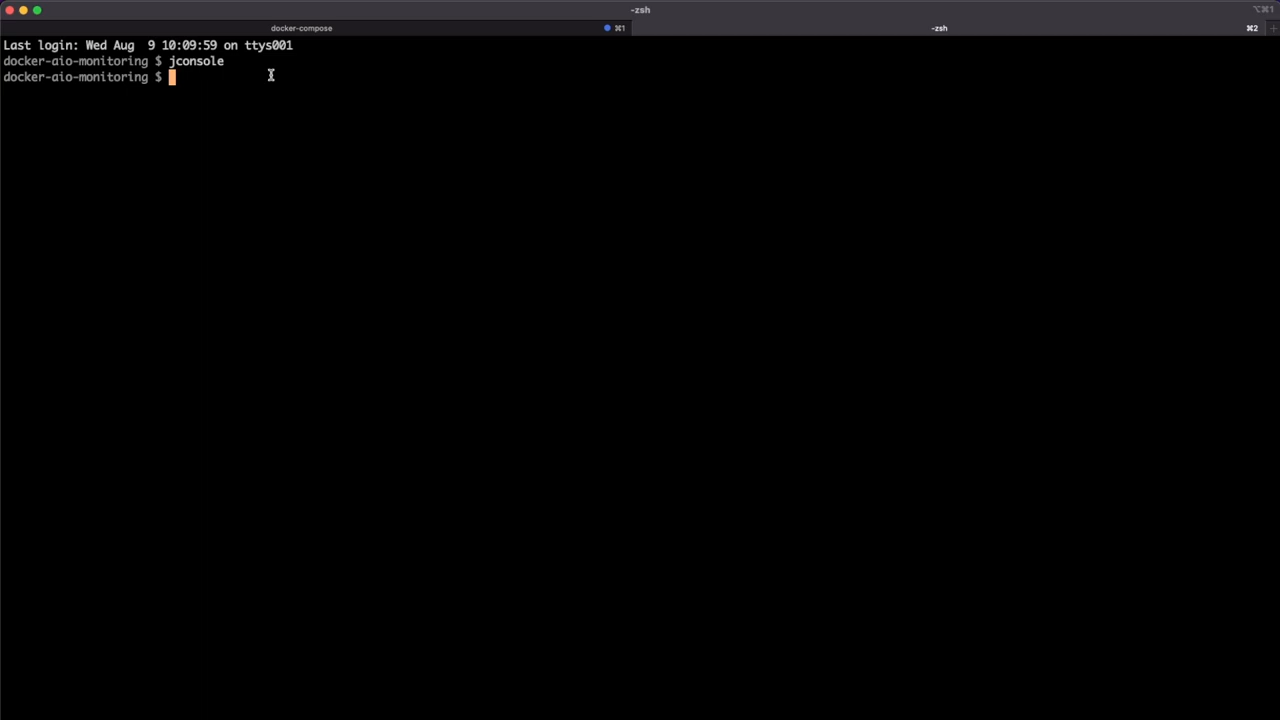 -zsh
⌥⌘1
docker-compose ⌘1
-zsh ⌘2
Last login: Wed Aug  9 10:09:59 on ttys001
docker-aio-monitoring $ jconsole
docker-aio-monitoring $